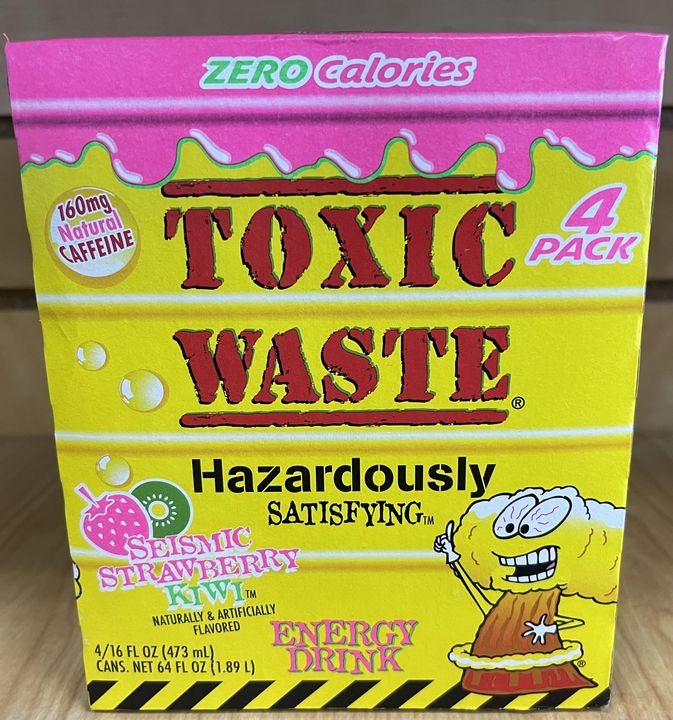 ZERO Calories
160mg
Natural
CAFFEINE
TOXIC
WASTE®
4
PACK
Hazardously
SATISFYING™
SEISMIC
STRAWBERRY
KIWI™
NATURALLY & ARTIFICIALLY
FLAVORED
4/16 FL OZ (473 mL)
CANS. NET 64 FL OZ (1.89 L)
ENERGY
DRINK
®